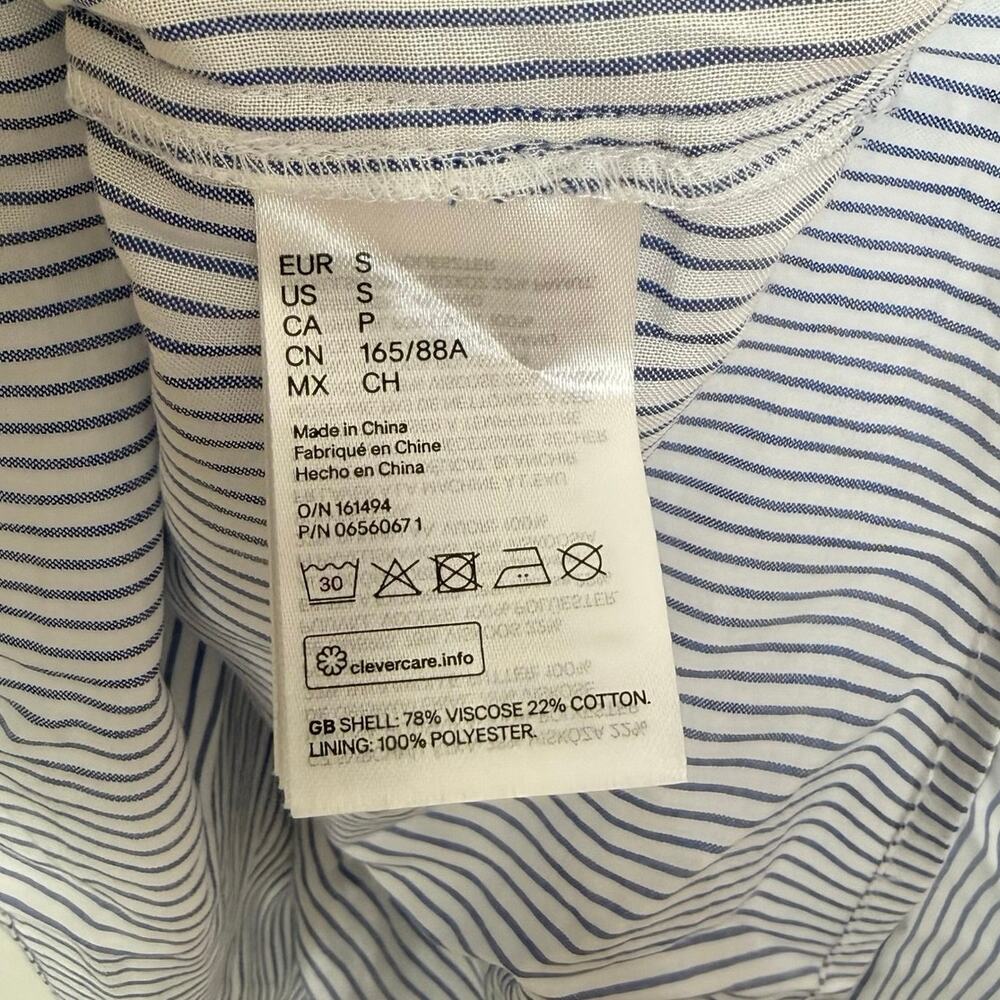 EUR S
US S
CA P
CN 165/88A
MX CH
Made in China
Fabriqué en Chine
Hecho en China
O/N 161494
P/N 06560671
30
clevercare.info
GB SHELL: 78% VISCOSE 22% COTTON.
LINING: 100% POLYESTER.